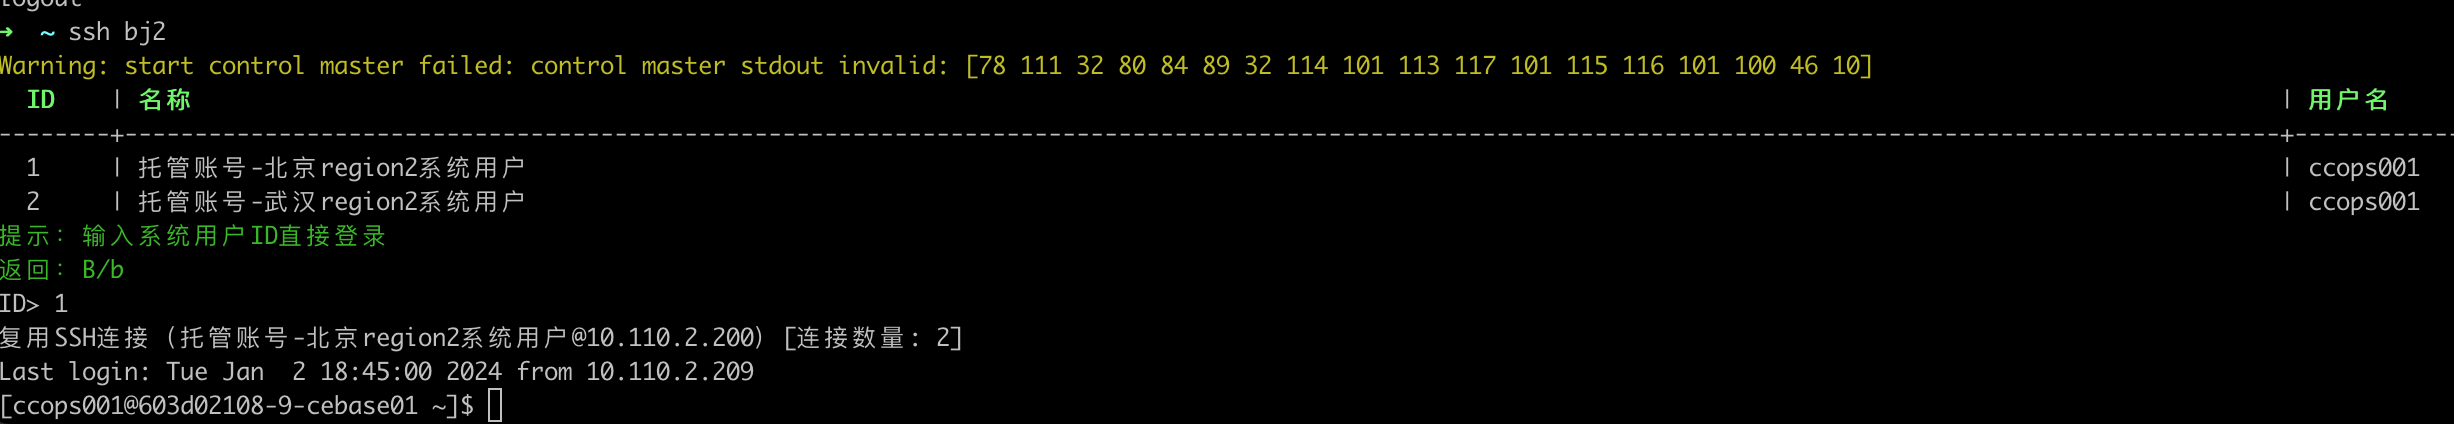 logout
➜  ~ ssh bj2
Warning: start control master failed: control master stdout invalid: [78 111 32 80 84 89 32 114 101 113 117 101 115 116 101 100 46 10]
ID | 名称 | 用户名
--------+---------------------------------------------------------------------------------------------------------------------------------------------------------+------------
1 | 托管账号-北京region2系统用户 | ccops001
2 | 托管账号-武汉region2系统用户 | ccops001
提示：输入系统用户ID直接登录
返回：B/b
ID> 1
复用SSH连接（托管账号-北京region2系统用户@10.110.2.200）[连接数量: 2]
Last login: Tue Jan  2 18:45:00 2024 from 10.110.2.209
[ccops001@603d02108-9-cebase01 ~]$